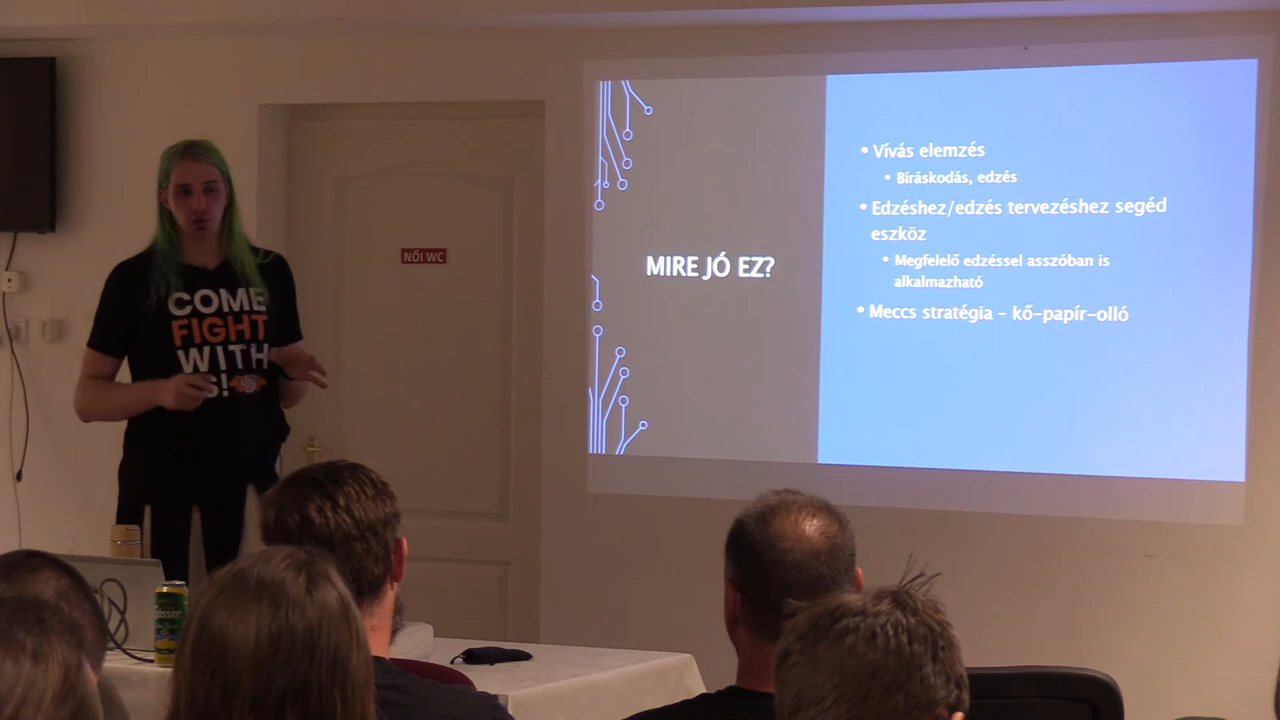 NŐI WC
COME
FIGHT
WITH
S!
MIRE JÓ EZ?
• Vívás elemzés
• Bíráskodás, edzés
• Edzéshez/edzés tervezéshez segéd
eszköz
• Megfelelő edzéssel asszóban is
alkalmazható
• Meccs stratégia – kő-papír-olló
Gösser